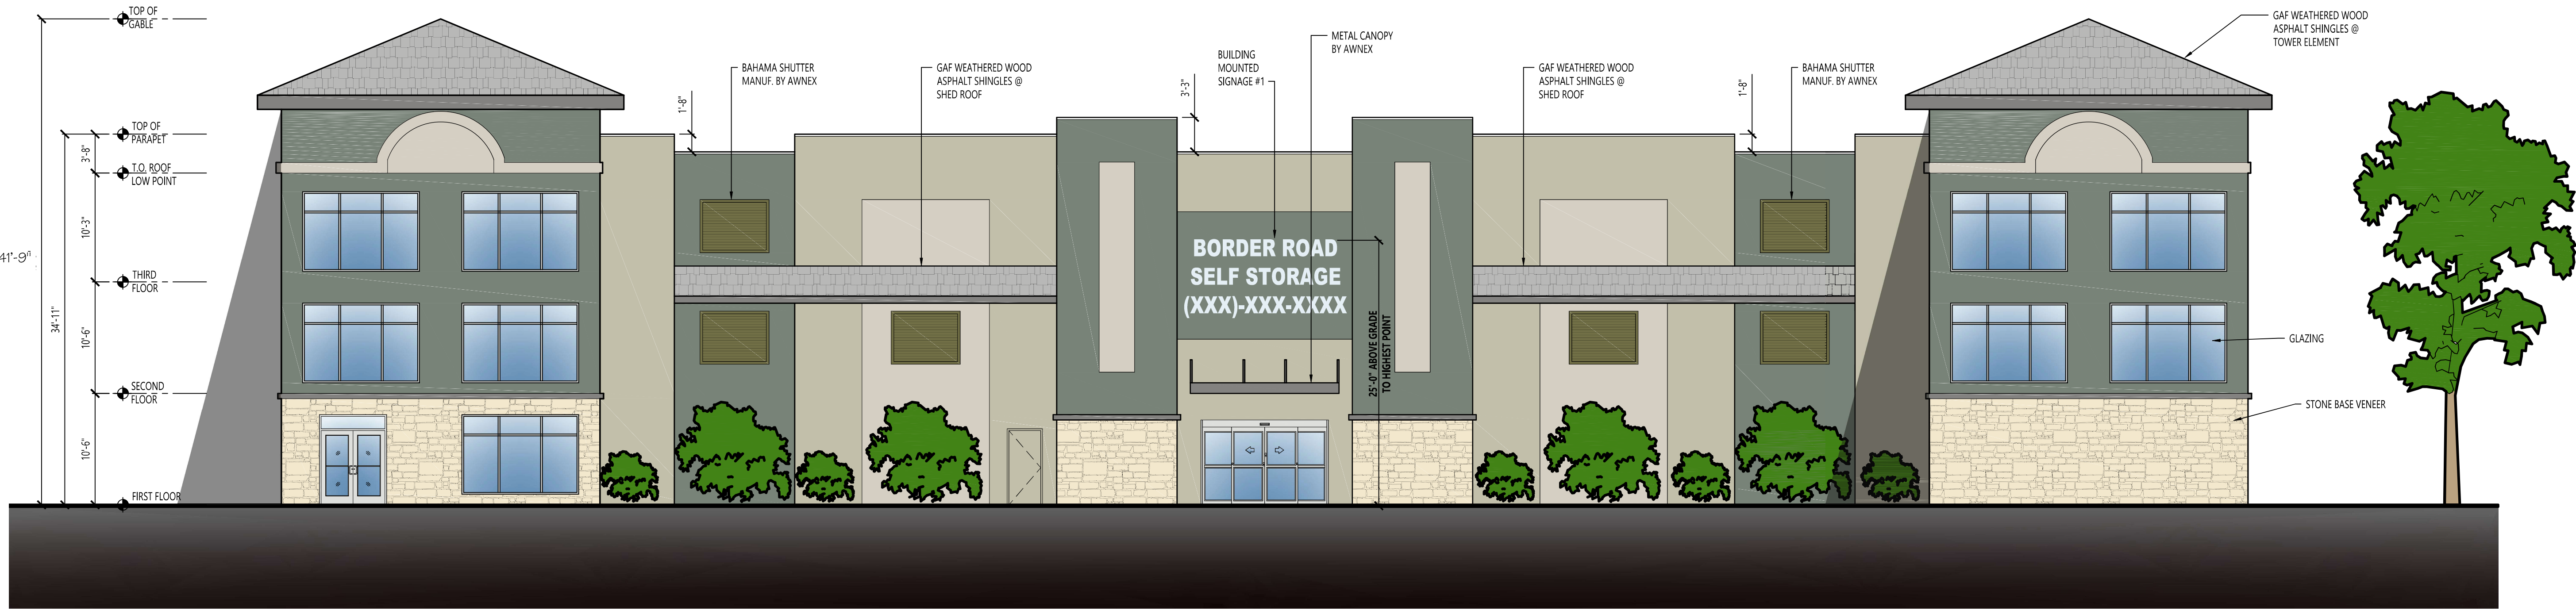 TOP OF
GABLE
TOP OF
PARAPET
T.O. ROOF
LOW POINT
THIRD
FLOOR
SECOND
FLOOR
FIRST FLOOR
41'-9"
34'-11"
3'-8"
10'-3"
10'-6"
10'-6"
BAHAMA SHUTTER
MANUF. BY AWNEX
1'-8"
GAF WEATHERED WOOD
ASPHALT SHINGLES @
SHED ROOF
3'-3"
BUILDING
MOUNTED
SIGNAGE #1
METAL CANOPY
BY AWNEX
BORDER ROAD
SELF STORAGE
(XXX)-XXX-XXXX
25'-0" ABOVE GRADE
TO HIGHEST POINT
GAF WEATHERED WOOD
ASPHALT SHINGLES @
SHED ROOF
1'-8"
BAHAMA SHUTTER
MANUF. BY AWNEX
GAF WEATHERED WOOD
ASPHALT SHINGLES @
TOWER ELEMENT
GLAZING
STONE BASE VENEER